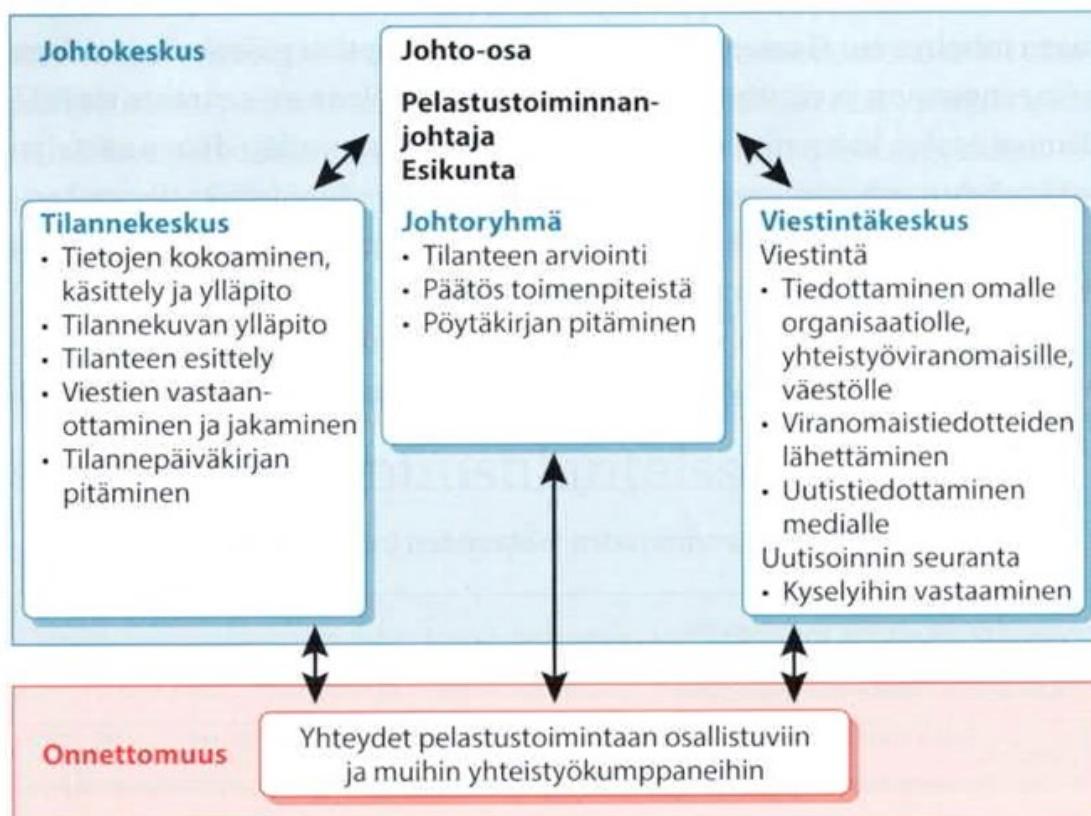 Johtokeskus
Johto-osa
Pelastustoiminnan-
johtaja
Esikunta
Johtoryhmä
• Tilanteen arviointi
• Päätös toimenpiteistä
• Pöytäkirjan pitäminen
Tilannekeskus
• Tietojen kokoaminen,
käsittely ja ylläpito
• Tilannekuvan ylläpito
• Tilanteen esittely
• Viestien vastaan-
ottaminen ja jakaminen
• Tilannepäiväkirjan
pitäminen
Viestintäkeskus
Viestintä
• Tiedottaminen omalle
organisaatiolle,
yhteistyöviranomaisille,
väestölle
• Viranomaistiedotteiden
lähettäminen
• Uutistiedottaminen
medialle
Uutisoinnin seuranta
• Kyselyihin vastaaminen
Onnettomuus
Yhteydet pelastustoimintaan osallistuviin
ja muihin yhteistyökumppaneihin